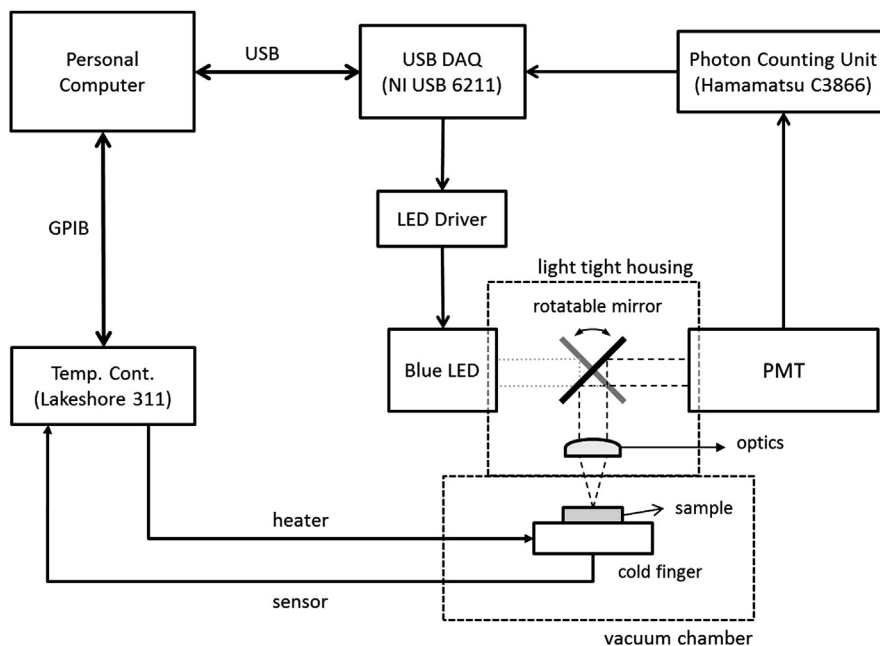 Personal
Computer
USB
USB DAQ
(NI USB 6211)
Photon Counting Unit
(Hamamatsu C3866)
LED Driver
GPIB
light tight housing
rotatable mirror
Temp. Cont.
(Lakeshore 311)
Blue LED
PMT
optics
sample
heater
cold finger
sensor
vacuum chamber